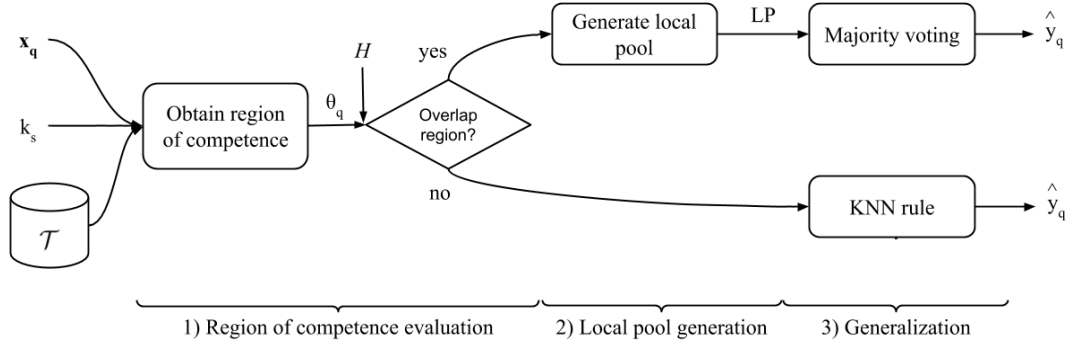 x_q
k_s
𝒯
Obtain region
of competence
θ_q
H
Overlap
region?
yes
no
Generate local
pool
LP
Majority voting
ŷ_q
KNN rule
ŷ_q
1) Region of competence evaluation
2) Local pool generation
3) Generalization